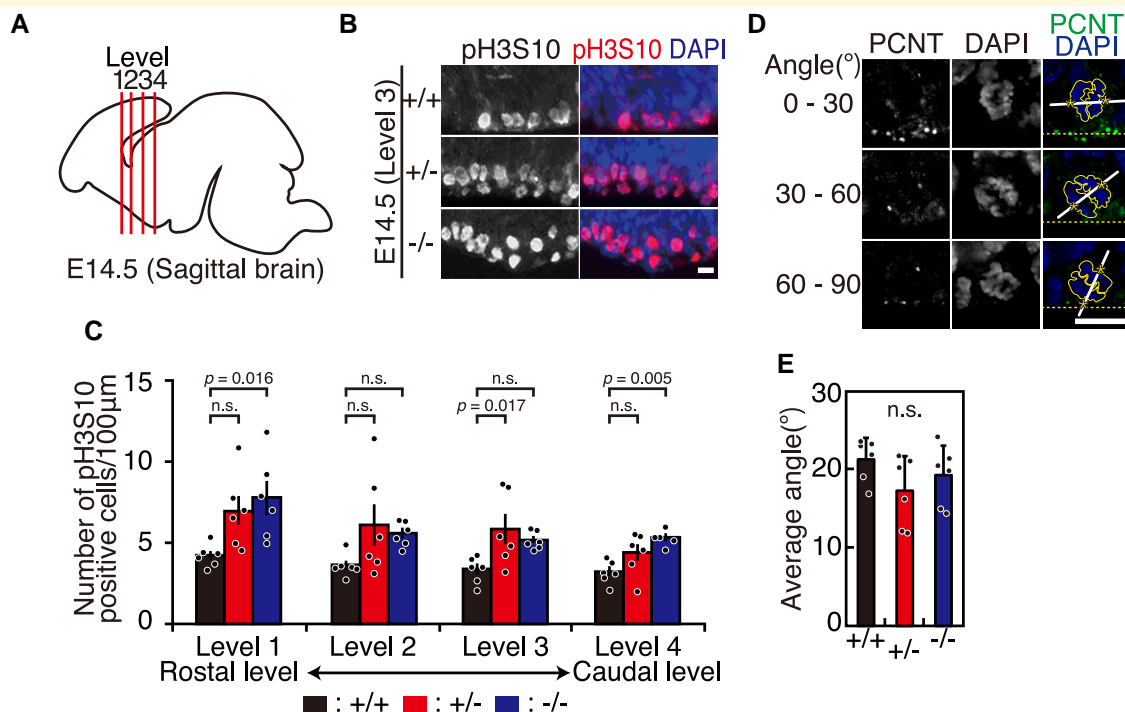 A
Level
1234
E14.5 (Sagittal brain)
B
pH3S10 pH3S10 DAPI
E14.5 (Level 3)
+/+
+/-
-/-
D
PCNT DAPI PCNT DAPI
Angle(°)
0 - 30
30 - 60
60 - 90
C
Number of pH3S10
positive cells/100µm
15
10
5
0
p = 0.016
n.s.
n.s.
n.s.
n.s.
p = 0.017
p = 0.005
n.s.
Level 1 Level 2 Level 3 Level 4
Rostal level Caudal level
: +/+ : +/- : -/-
E
Average angle(°)
30
20
10
0
n.s.
+/+ +/- -/-